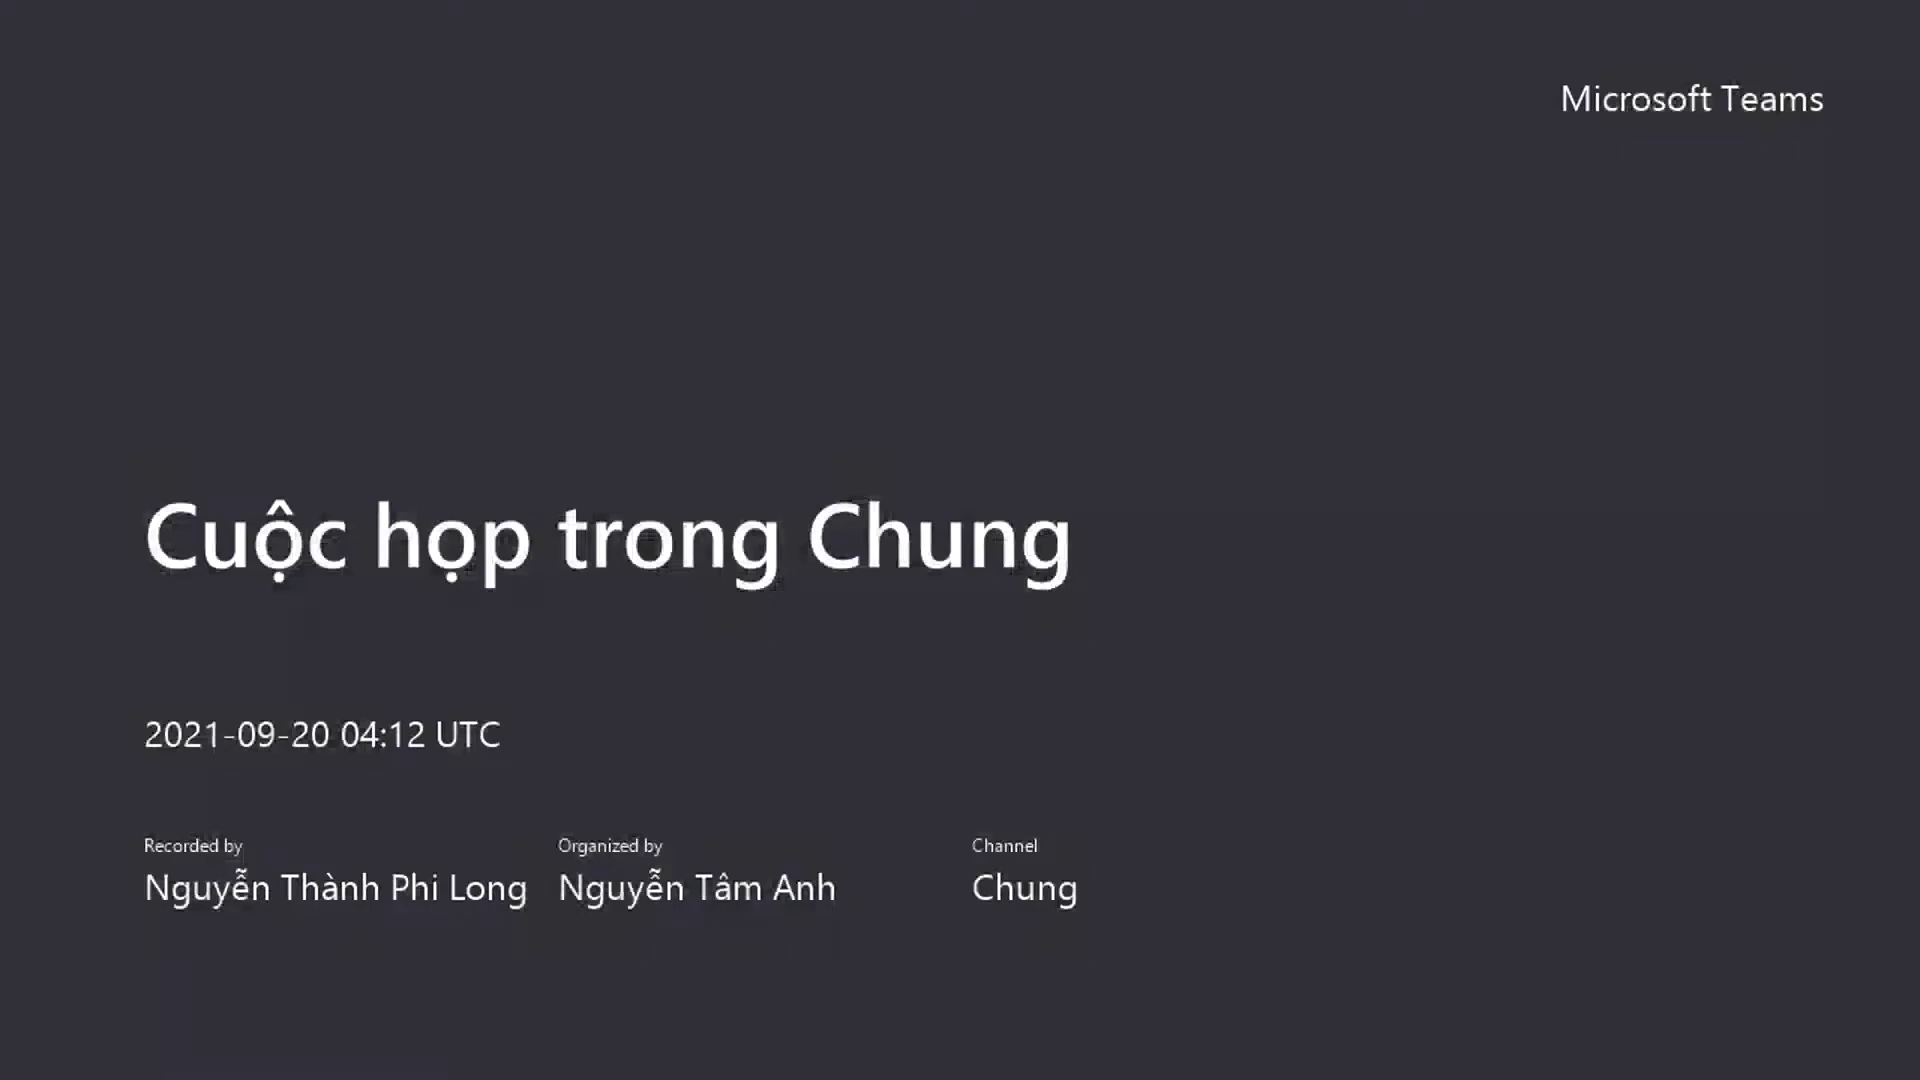 Microsoft Teams
Cuộc họp trong Chung
2021-09-20 04:12 UTC
Recorded by
Nguyễn Thành Phi Long
Organized by
Nguyễn Tâm Anh
Channel
Chung